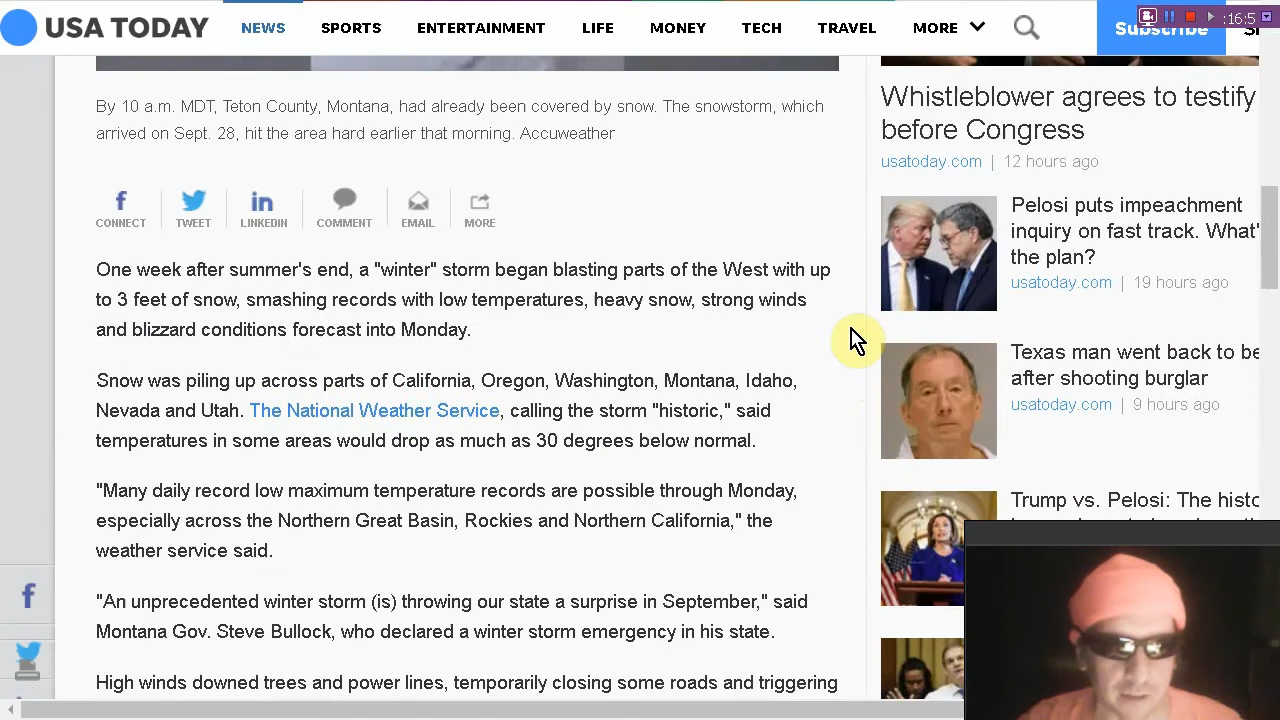 USA TODAY
NEWS SPORTS ENTERTAINMENT LIFE MONEY TECH TRAVEL MORE
Subscribe
:16:5
By 10 a.m. MDT, Teton County, Montana, had already been covered by snow. The snowstorm, which
arrived on Sept. 28, hit the area hard earlier that morning. Accuweather
CONNECT TWEET LINKEDIN COMMENT EMAIL MORE
One week after summer's end, a "winter" storm began blasting parts of the West with up
to 3 feet of snow, smashing records with low temperatures, heavy snow, strong winds
and blizzard conditions forecast into Monday.
Snow was piling up across parts of California, Oregon, Washington, Montana, Idaho,
Nevada and Utah. The National Weather Service, calling the storm "historic," said
temperatures in some areas would drop as much as 30 degrees below normal.
"Many daily record low maximum temperature records are possible through Monday,
especially across the Northern Great Basin, Rockies and Northern California," the
weather service said.
"An unprecedented winter storm (is) throwing our state a surprise in September," said
Montana Gov. Steve Bullock, who declared a winter storm emergency in his state.
High winds downed trees and power lines, temporarily closing some roads and triggering
Whistleblower agrees to testify
before Congress
usatoday.com | 12 hours ago
Pelosi puts impeachment
inquiry on fast track. What'
the plan?
usatoday.com | 19 hours ago
Texas man went back to be
after shooting burglar
usatoday.com | 9 hours ago
Trump vs. Pelosi: The histo